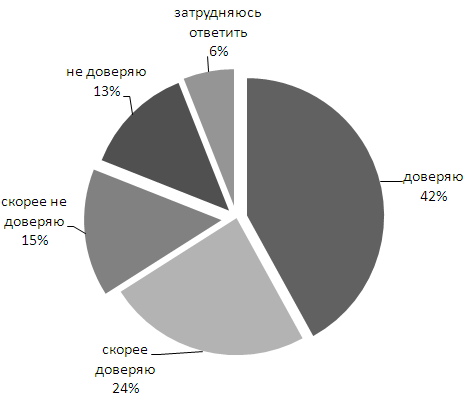 затрудняюсь
ответить
6%
не доверяю
13%
доверяю
42%
скорее не
доверяю
15%
скорее
доверяю
24%